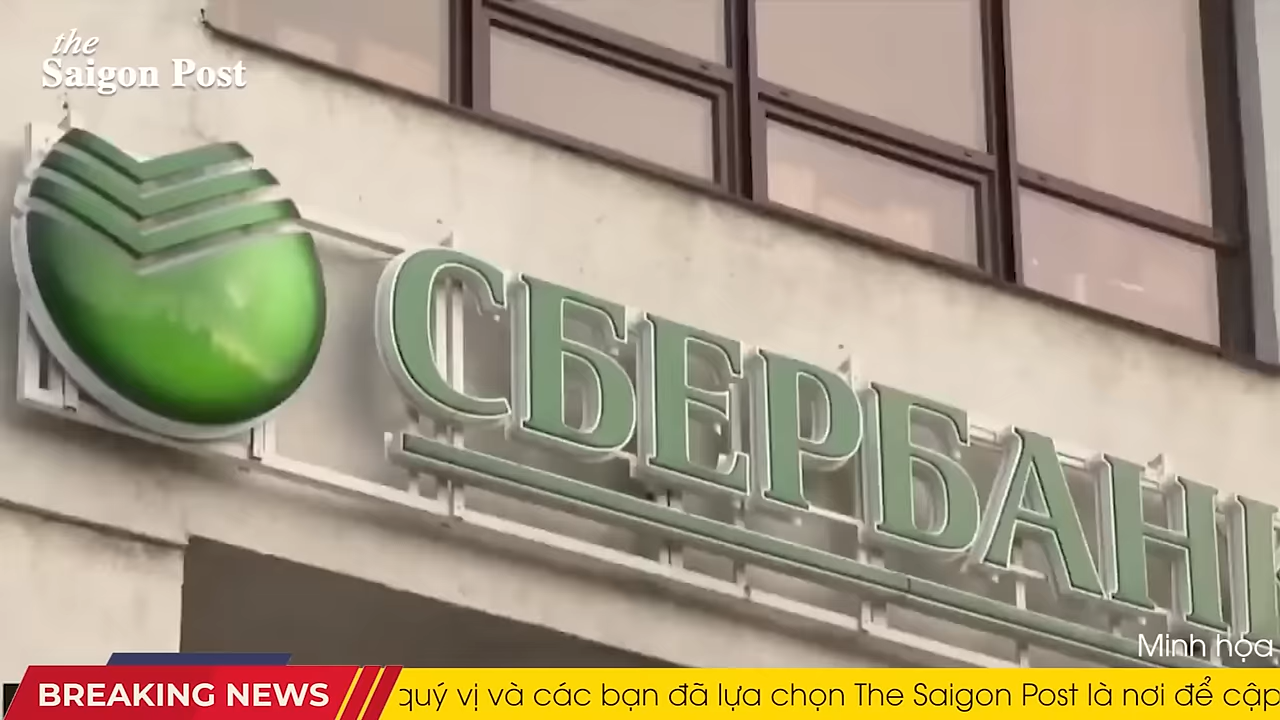 the
Saigon Post
СБЕРБАНК
Minh họa
BREAKING NEWS
quý vị và các bạn đã lựa chọn The Saigon Post là nơi để cập